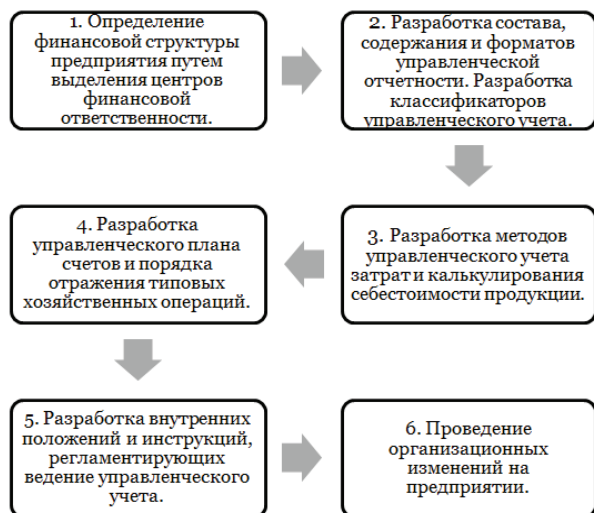 1. Определение
финансовой структуры
предприятия путем
выделения центров
финансовой
ответственности.
2. Разработка состава,
содержания и форматов
управленческой
отчетности. Разработка
классификаторов
управленческого учета.
3. Разработка методов
управленческого учета
затрат и калькулирования
себестоимости продукции.
4. Разработка
управленческого плана
счетов и порядка
отражения типовых
хозяйственных операций.
5. Разработка внутренних
положений и инструкций,
регламентирующих
ведение управленческого
учета.
6. Проведение
организационных
изменений на
предприятии.